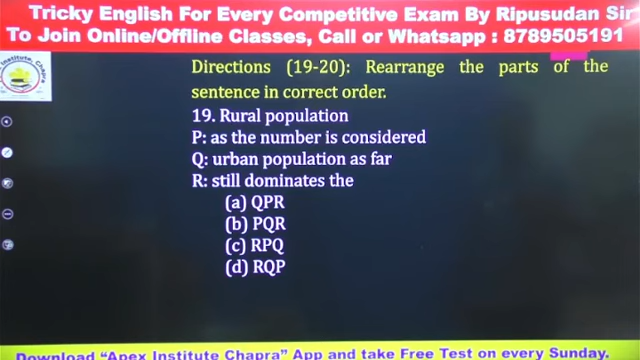 Tricky English For Every Competitive Exam By Ripusudan Sir
To Join Online/Offline Classes, Call or Whatsapp : 8789505191
Institute, Chapra
Directions (19-20): Rearrange the parts of the
sentence in correct order.
19. Rural population
P: as the number is considered
Q: urban population as far
R: still dominates the
(a) QPR
(b) PQR
(c) RPQ
(d) RQP
Download "Apex Institute Chapra" App and take Free Test on every Sunday.